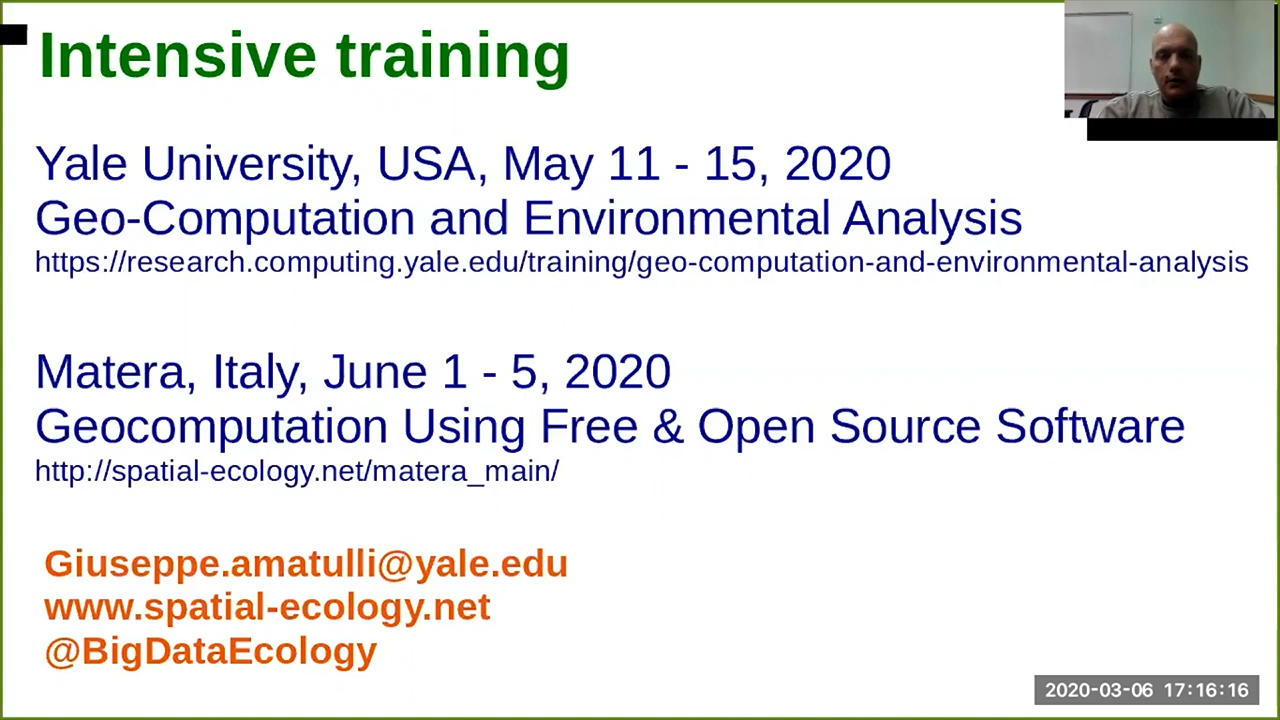 Intensive training
Yale University, USA, May 11 - 15, 2020
Geo-Computation and Environmental Analysis
https://research.computing.yale.edu/training/geo-computation-and-environmental-analysis
Matera, Italy, June 1 - 5, 2020
Geocomputation Using Free & Open Source Software
http://spatial-ecology.net/matera_main/
Giuseppe.amatulli@yale.edu
www.spatial-ecology.net
@BigDataEcology
2020-03-06 17:16:16